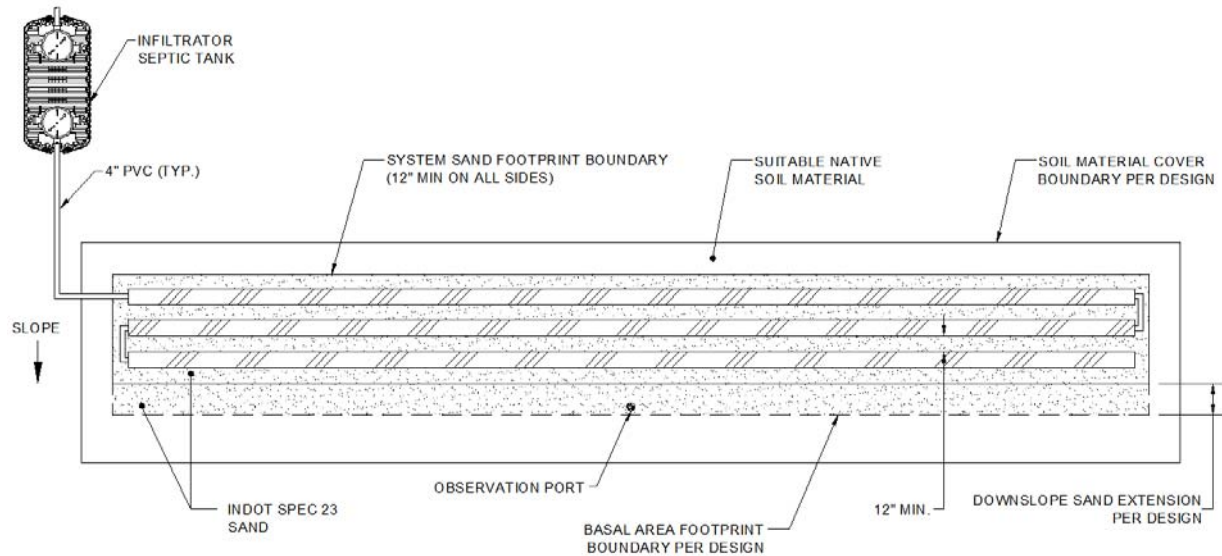 INFILTRATOR
SEPTIC TANK
4" PVC (TYP.)
SYSTEM SAND FOOTPRINT BOUNDARY
(12" MIN ON ALL SIDES)
SUITABLE NATIVE
SOIL MATERIAL
SOIL MATERIAL COVER
BOUNDARY PER DESIGN
SLOPE
INDOT SPEC 23
SAND
OBSERVATION PORT
BASAL AREA FOOTPRINT
BOUNDARY PER DESIGN
12" MIN.
DOWNSLOPE SAND EXTENSION
PER DESIGN